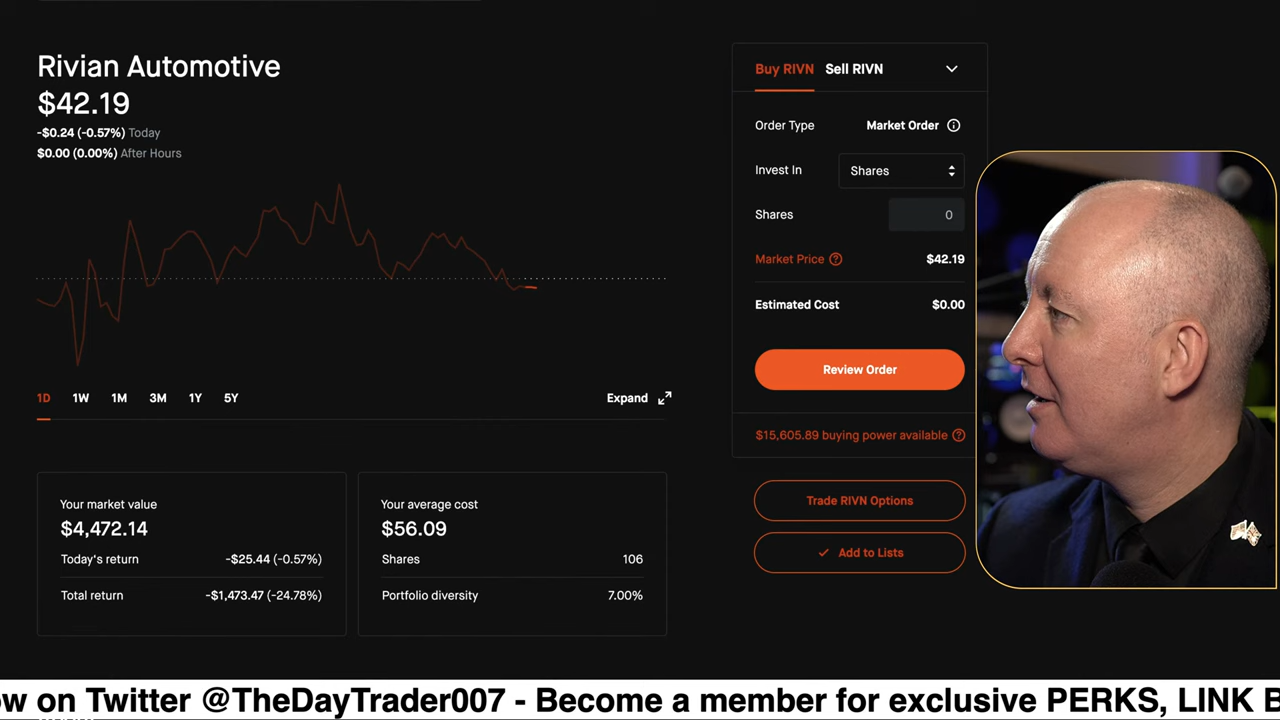 Rivian Automotive
$42.19
-$0.24 (-0.57%) Today
$0.00 (0.00%) After Hours
1D 1W 1M 3M 1Y 5Y Expand
Your market value
$4,472.14
Today's return -$25.44 (-0.57%)
Total return -$1,473.47 (-24.78%)
Your average cost
$56.09
Shares 106
Portfolio diversity 7.00%
Buy RIVN Sell RIVN
Order Type Market Order
Invest In Shares
Shares 0
Market Price $42.19
Estimated Cost $0.00
Review Order
$15,605.89 buying power available
Trade RIVN Options
Add to Lists
ow on Twitter @TheDayTrader007 - Become a member for exclusive PERKS, LINK B